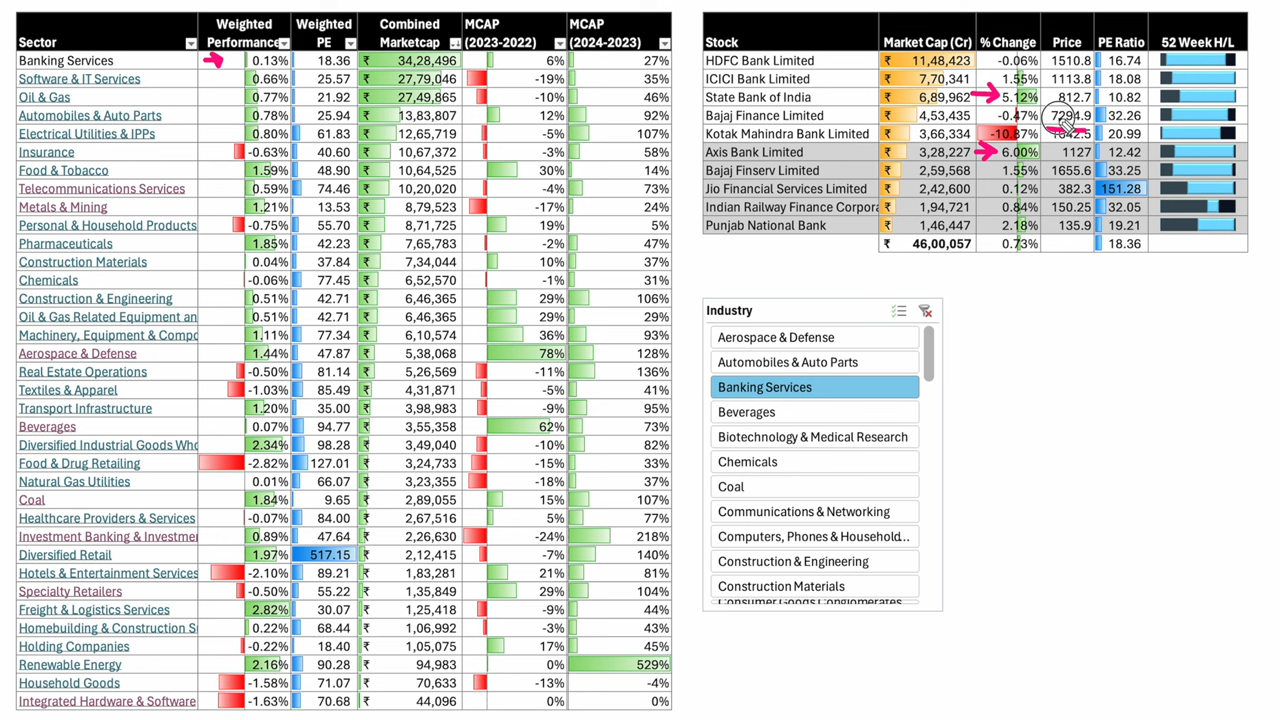 Sector Weighted Performance Weighted PE Combined Marketcap MCAP (2023-2022) MCAP (2024-2023)
Banking Services 0.13% 18.36 ₹ 34,28,496 6% 27%
Software & IT Services 0.66% 25.57 ₹ 27,79,046 -19% 35%
Oil & Gas 0.77% 21.92 ₹ 27,49,865 -10% 46%
Automobiles & Auto Parts 0.78% 25.94 ₹ 13,83,807 12% 92%
Electrical Utilities & IPPs 0.80% 61.83 ₹ 12,65,719 -5% 107%
Insurance -0.63% 40.60 ₹ 10,67,372 -3% 58%
Food & Tobacco 1.59% 48.90 ₹ 10,64,525 30% 14%
Telecommunications Services 0.59% 74.46 ₹ 10,20,020 -4% 73%
Metals & Mining 1.21% 13.53 ₹ 8,79,523 -17% 24%
Personal & Household Products -0.75% 55.70 ₹ 8,71,725 19% 5%
Pharmaceuticals 1.85% 42.23 ₹ 7,65,783 -2% 47%
Construction Materials 0.04% 37.84 ₹ 7,34,044 10% 37%
Chemicals -0.06% 77.45 ₹ 6,52,570 -1% 31%
Construction & Engineering 0.51% 42.71 ₹ 6,46,365 29% 106%
Oil & Gas Related Equipment an 0.51% 42.71 ₹ 6,46,365 29% 29%
Machinery, Equipment & Compo 1.11% 77.34 ₹ 6,10,574 36% 93%
Aerospace & Defense 1.44% 47.87 ₹ 5,38,068 78% 128%
Real Estate Operations -0.50% 81.14 ₹ 5,26,569 -11% 136%
Textiles & Apparel -1.03% 85.49 ₹ 4,31,871 -5% 41%
Transport Infrastructure 1.20% 35.00 ₹ 3,98,983 -9% 95%
Beverages 0.07% 94.77 ₹ 3,55,358 62% 73%
Diversified Industrial Goods Who 2.34% 98.28 ₹ 3,49,040 -10% 82%
Food & Drug Retailing -2.82% 127.01 ₹ 3,24,733 -15% 33%
Natural Gas Utilities 0.01% 66.07 ₹ 3,23,355 -18% 37%
Coal 1.84% 9.65 ₹ 2,89,055 15% 107%
Healthcare Providers & Services -0.07% 84.00 ₹ 2,67,516 5% 77%
Investment Banking & Investmen 0.89% 47.64 ₹ 2,26,630 -24% 218%
Diversified Retail 1.97% 517.15 ₹ 2,12,415 -7% 140%
Hotels & Entertainment Services -2.10% 89.21 ₹ 1,83,281 21% 81%
Specialty Retailers -0.50% 55.22 ₹ 1,35,849 29% 104%
Freight & Logistics Services 2.82% 30.07 ₹ 1,25,418 -9% 44%
Homebuilding & Construction S 0.22% 68.44 ₹ 1,06,992 -3% 43%
Holding Companies -0.22% 18.40 ₹ 1,05,075 17% 45%
Renewable Energy 2.16% 90.28 ₹ 94,983 0% 529%
Household Goods -1.58% 71.07 ₹ 70,633 -13% -4%
Integrated Hardware & Software -1.63% 70.68 ₹ 44,096 0% 0%
Stock Market Cap (Cr) % Change Price PE Ratio 52 Week H/L
HDFC Bank Limited ₹ 11,48,423 -0.06% 1510.8 16.74
ICICI Bank Limited ₹ 7,70,341 1.55% 1113.8 18.08
State Bank of India ₹ 6,89,962 5.12% 812.7 10.82
Bajaj Finance Limited ₹ 4,53,435 -0.47% 7294.9 32.26
Kotak Mahindra Bank Limited ₹ 3,66,334 -10.87% 20.99
Axis Bank Limited ₹ 3,28,227 6.00% 1127 12.42
Bajaj Finserv Limited ₹ 2,59,568 1.55% 1655.6 33.25
Jio Financial Services Limited ₹ 2,42,600 0.12% 382.3 151.28
Indian Railway Finance Corpora ₹ 1,94,721 0.84% 150.25 32.05
Punjab National Bank ₹ 1,46,447 2.18% 135.9 19.21
₹ 46,00,057 0.73% 18.36
Industry
Aerospace & Defense
Automobiles & Auto Parts
Banking Services
Beverages
Biotechnology & Medical Research
Chemicals
Coal
Communications & Networking
Computers, Phones & Household...
Construction & Engineering
Construction Materials
Consumer Goods Conglomerates